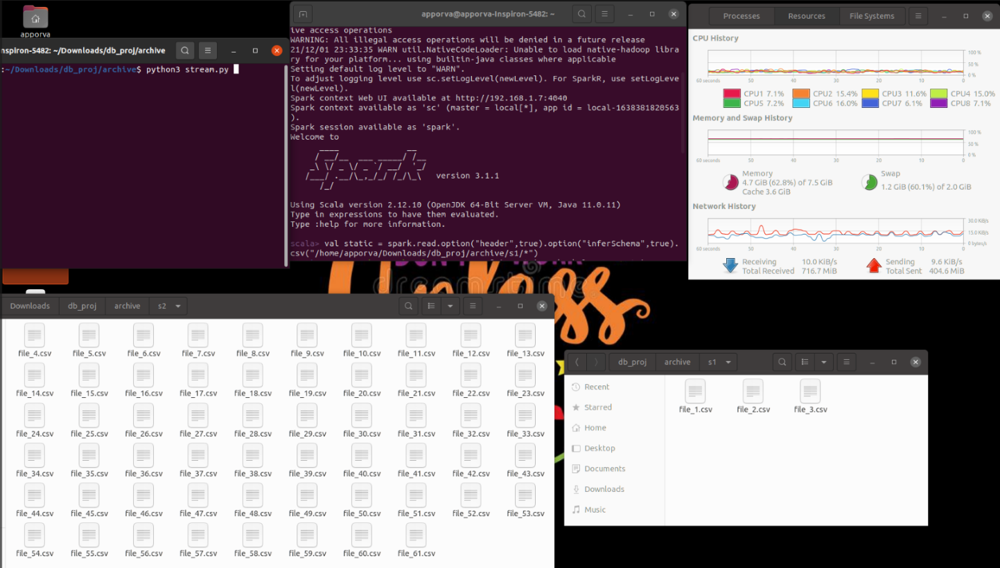 apporva
nspiron-5482: ~/Downloads/db_proj/archive
:~/Downloads/db_proj/archive$ python3 stream.py
apporva@apporva-Inspiron-5482: ~
ive access operations
WARNING: All illegal access operations will be denied in a future release
21/12/01 23:33:35 WARN util.NativeCodeLoader: Unable to load native-hadoop libra
ry for your platform... using builtin-java classes where applicable
Setting default log level to "WARN".
To adjust logging level use sc.setLogLevel(newLevel). For SparkR, use setLogLeve
l(newLevel).
Spark context Web UI available at http://192.168.1.7:4040
Spark context available as 'sc' (master = local[*], app id = local-1638381820563
).
Spark session available as 'spark'.
Welcome to
Spark version 3.1.1
Using Scala version 2.12.10 (OpenJDK 64-Bit Server VM, Java 11.0.11)
Type in expressions to have them evaluated.
Type :help for more information.
scala> val static = spark.read.option("header",true).option("inferSchema",true).
csv("/home/apporva/Downloads/db_proj/archive/s1/*")
Processes Resources File Systems
CPU History
100 %
50 %
0 %
60 seconds 50 40 30 20 10 0
CPU1 7.1% CPU2 15.4% CPU3 11.6% CPU4 15.0%
CPU5 7.2% CPU6 16.0% CPU7 6.1% CPU8 7.1%
Memory and Swap History
100 %
50 %
0 %
60 seconds 50 40 30 20 10 0
Memory
4.7 GiB (62.8%) of 7.5 GiB
Cache 3.6 GiB
Swap
1.2 GiB (60.1%) of 2.0 GiB
Network History
30.0 KiB/s
15.0 KiB/s
0 bytes/s
60 seconds 50 40 30 20 10 0
Receiving 10.0 KiB/s
Total Received 716.7 MiB
Sending 9.6 KiB/s
Total Sent 404.6 MiB
Downloads db_proj archive s2
file_4.csv file_5.csv file_6.csv file_7.csv file_8.csv file_9.csv file_10.csv file_11.csv file_12.csv file_13.csv
file_14.csv file_15.csv file_16.csv file_17.csv file_18.csv file_19.csv file_20.csv file_21.csv file_22.csv file_23.csv
file_24.csv file_25.csv file_26.csv file_27.csv file_28.csv file_29.csv file_30.csv file_31.csv file_32.csv file_33.csv
file_34.csv file_35.csv file_36.csv file_37.csv file_38.csv file_39.csv file_40.csv file_41.csv file_42.csv file_43.csv
file_44.csv file_45.csv file_46.csv file_47.csv file_48.csv file_49.csv file_50.csv file_51.csv file_52.csv file_53.csv
file_54.csv file_55.csv file_56.csv file_57.csv file_58.csv file_59.csv file_60.csv file_61.csv
db_proj archive s1
Recent
Starred
Home
Desktop
Documents
Downloads
Music
file_1.csv file_2.csv file_3.csv